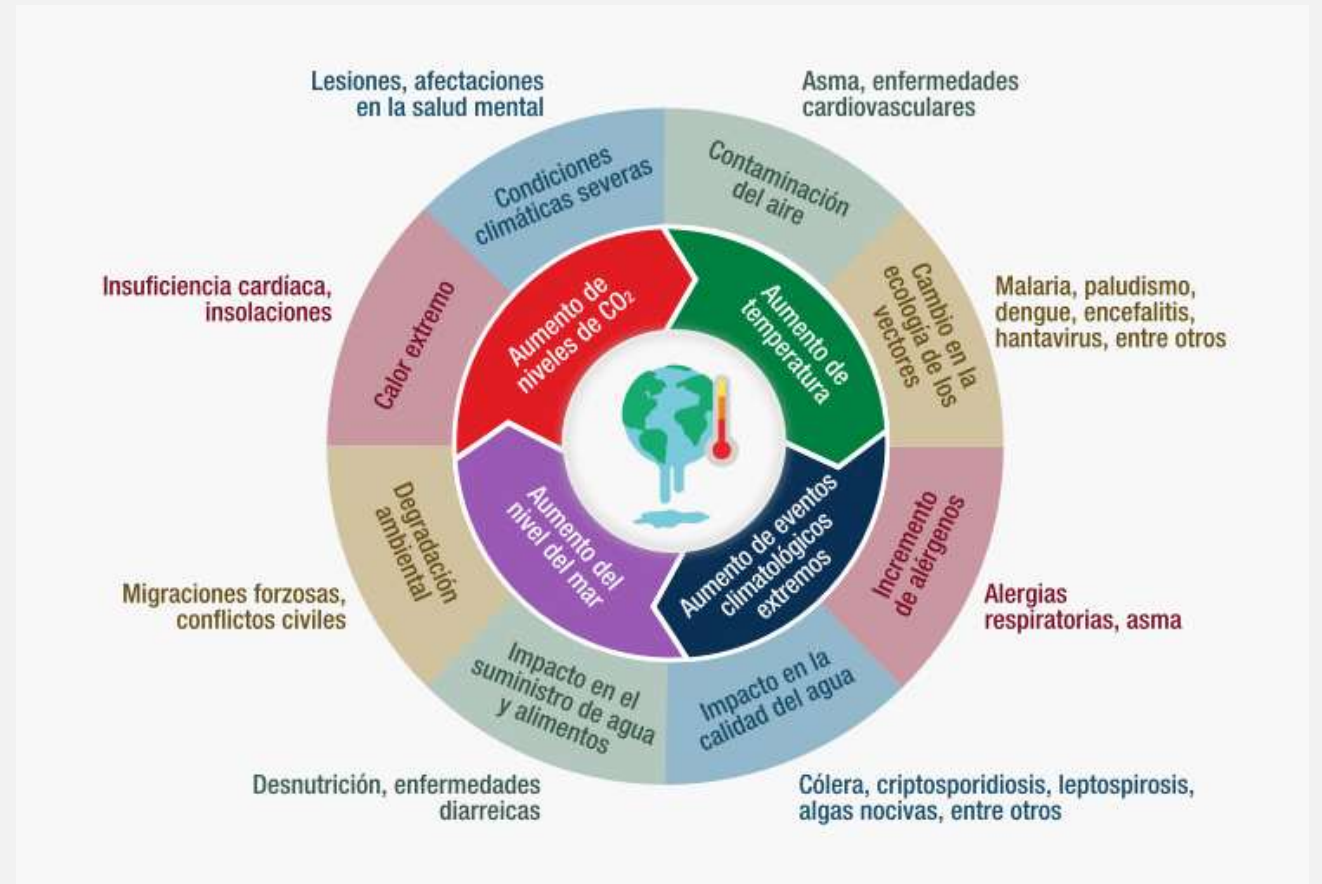 Lesiones, afectaciones
en la salud mental
Asma, enfermedades
cardiovasculares
Condiciones
climáticas severas
Contaminación
del aire
Insuficiencia cardíaca,
insolaciones
Calor extremo
Aumento de
niveles de CO₂
Aumento de
temperatura
Cambio en la
ecología de los
vectores
Malaria, paludismo,
dengue, encefalitis,
hantavirus, entre otros
Migraciones forzosas,
conflictos civiles
Degradación
ambiental
Aumento del
nivel del mar
Aumento de eventos
climatológicos
extremos
Incremento
de alérgenos
Alergias
respiratorias, asma
Impacto en el
suministro de agua
y alimentos
Impacto en la
calidad del agua
Desnutrición, enfermedades
diarreicas
Cólera, criptosporidiosis, leptospirosis,
algas nocivas, entre otros